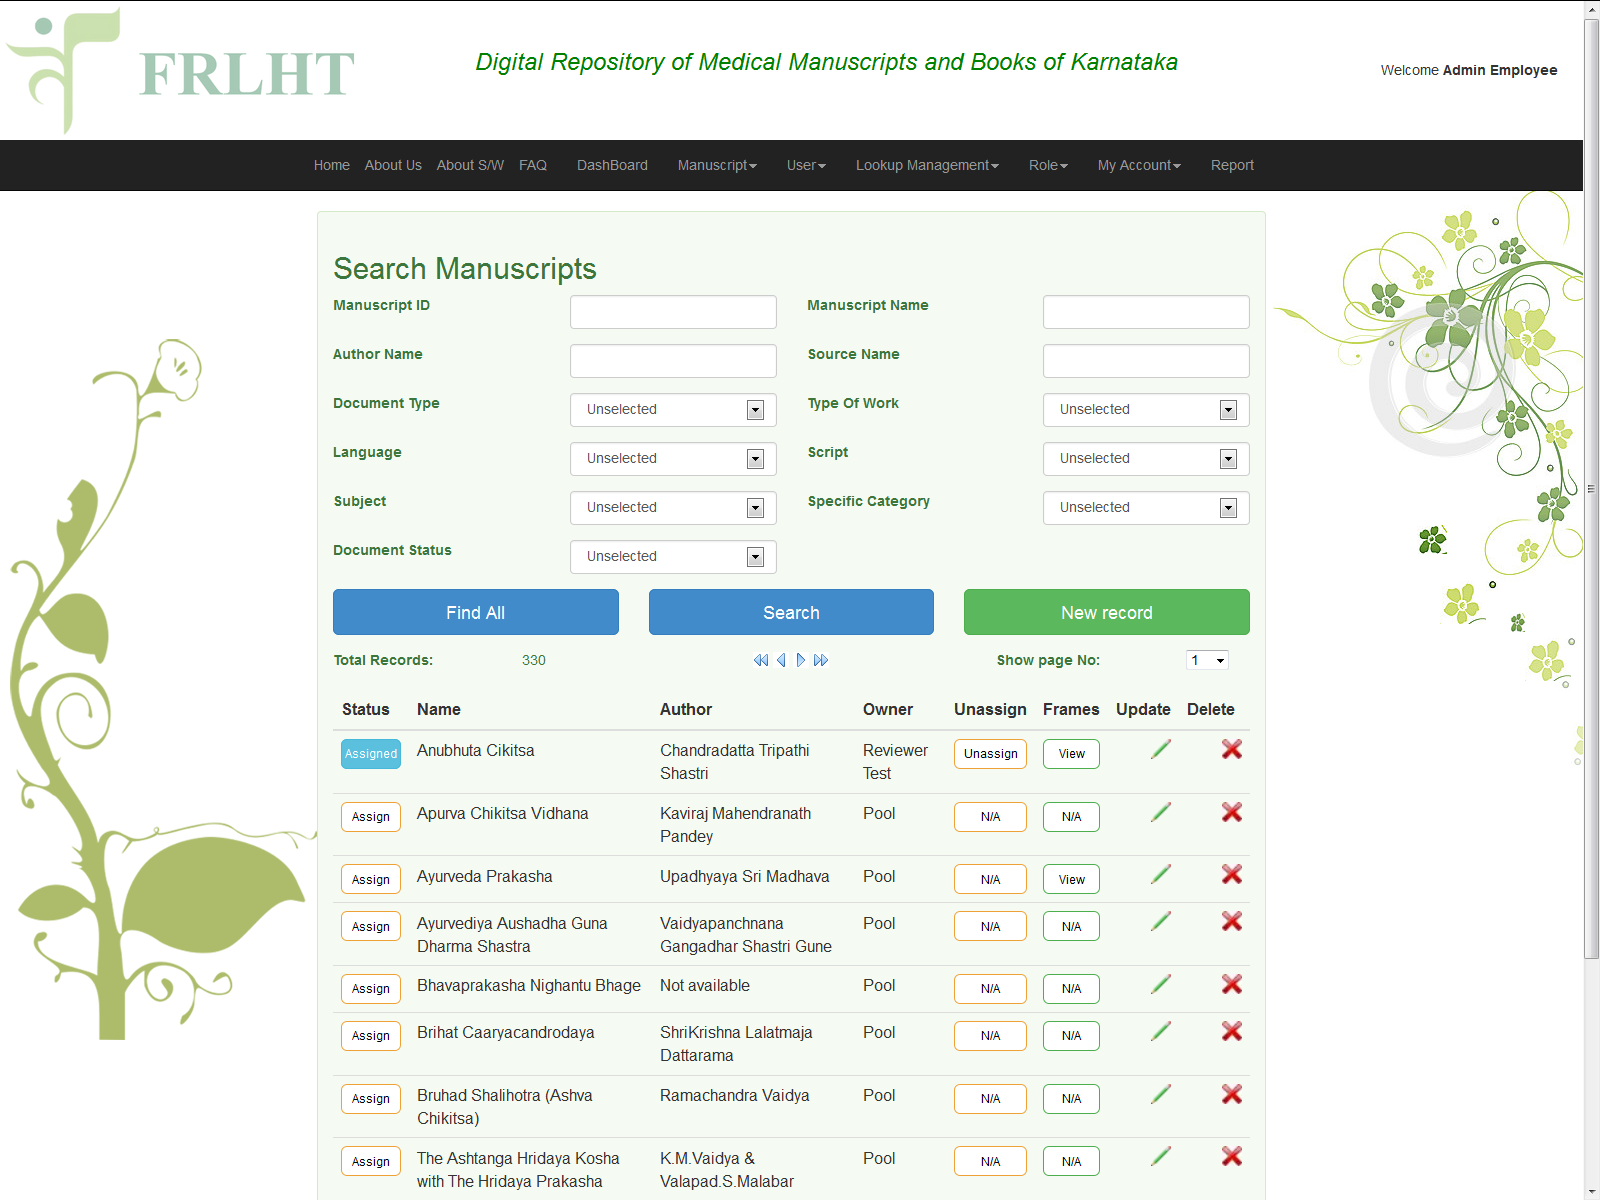 FRLHT
Digital Repository of Medical Manuscripts and Books of Karnataka
Welcome Admin Employee
Home About Us About S/W FAQ DashBoard Manuscript User Lookup Management Role My Account Report
Search Manuscripts
Manuscript ID Manuscript Name
Author Name Source Name
Document Type Unselected Type Of Work Unselected
Language Unselected Script Unselected
Subject Unselected Specific Category Unselected
Document Status Unselected
Find All Search New record
Total Records: 330 Show page No: 1
Status Name Author Owner Unassign Frames Update Delete
Assigned Anubhuta Cikitsa Chandradatta Tripathi Reviewer Unassign View
Shastri Test
Assign Apurva Chikitsa Vidhana Kaviraj Mahendranath Pool N/A N/A
Pandey
Assign Ayurveda Prakasha Upadhyaya Sri Madhava Pool N/A View
Assign Ayurvediya Aushadha Guna Vaidyapanchnana Pool N/A N/A
Dharma Shastra Gangadhar Shastri Gune
Assign Bhavaprakasha Nighantu Bhage Not available Pool N/A N/A
Assign Brihat Caaryacandrodaya ShriKrishna Lalatmaja Pool N/A N/A
Dattarama
Assign Bruhad Shalihotra (Ashva Ramachandra Vaidya Pool N/A N/A
Chikitsa)
Assign The Ashtanga Hridaya Kosha K.M.Vaidya & Pool N/A N/A
with The Hridaya Prakasha Valapad.S.Malabar